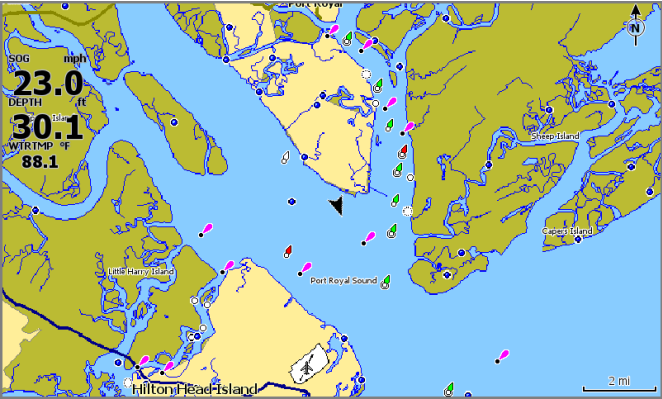 Port Royal
N
SOG mph
23.0
DEPTH ft
30.1
WTRTMP °F
88.1
Sheep Island
Capers Island
Little Harry Island
Port Royal Sound
Hilton Head Island
2 mi